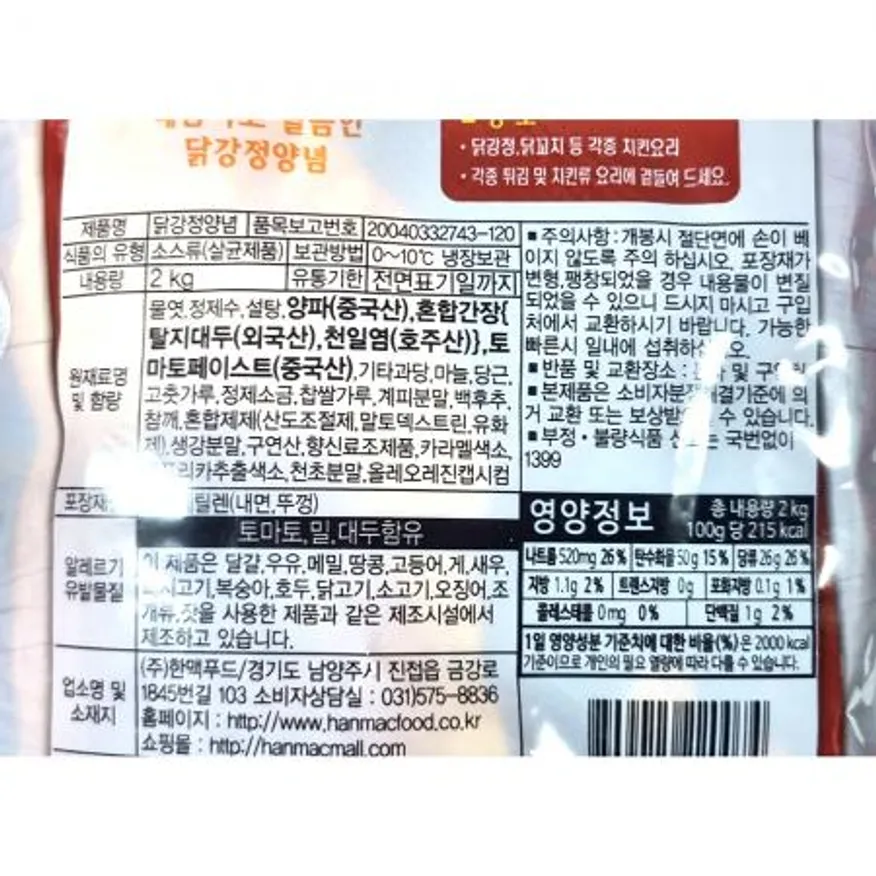 닭강정양념
• 닭강정,닭꼬치 등 각종 치킨요리
• 각종 튀김 및 치킨류 요리에 곁들여 드세요.
제품명 닭강정양념 품목보고번호 20040332743-120
식품의 유형 소스류(살균제품) 보관방법 0~10℃ 냉장보관
내용량 2 kg 유통기한 전면표기일까지
원재료명 및 함량
물엿,정제수,설탕,양파(중국산),혼합간장{
탈지대두(외국산),천일염(호주산)},토
마토페이스트(중국산),기타과당,마늘,당근,
고춧가루,정제소금,찹쌀가루,계피분말,백후추,
참깨,혼합제제(산도조절제,말토덱스트린,유화
제),생강분말,구연산,향신료조제품,카라멜색소,
추출색소,천초분말,올레오레진캡시컴
포장재 (내면,뚜껑)
토마토,밀,대두함유
알레르기
유발물질
이 제품은 달걀,우유,메밀,땅콩,고등어,게,새우,
복숭아,호두,닭고기,소고기,오징어,조
개류,잣을 사용한 제품과 같은 제조시설에서
제조하고 있습니다.
업소명 및
소재지
(주)한맥푸드/경기도 남양주시 진접읍 금강로
1845번길 103 소비자상담실 : 031)575-8836
홈페이지 : http://www.hanmacfood.co.kr
쇼핑몰 : http://hanmacmall.com
■ 주의사항 : 개봉시 절단면에 손이 베
이지 않도록 주의 하십시오. 포장재가
변형,팽창되었을 경우 내용물이 변질
되었을 수 있으니 드시지 마시고 구입
처에서 교환하시기 바랍니다. 가능한
빠른시 일내에 섭취하십시오.
■ 반품 및 교환장소 : 및
■ 본제품은 소비자분쟁해결기준에 의
거 교환 또는 보상받으실 수 있습니다.
■ 부정 · 불량식품 신고는 국번없이
1399
영양정보 총 내용량 2 kg
100g 당 215 kcal
나트륨 520mg 26% 탄수화물 50g 15% 당류 26g 26%
지방 1.1g 2% 트랜스지방 0g 포화지방 0.1g 1%
콜레스테롤 0mg 0% 단백질 1g 2%
1일 영양성분 기준치에 대한 비율(%)은 2000 kcal
기준이므로 개인의 필요 열량에 따라 다를 수 있습니다.